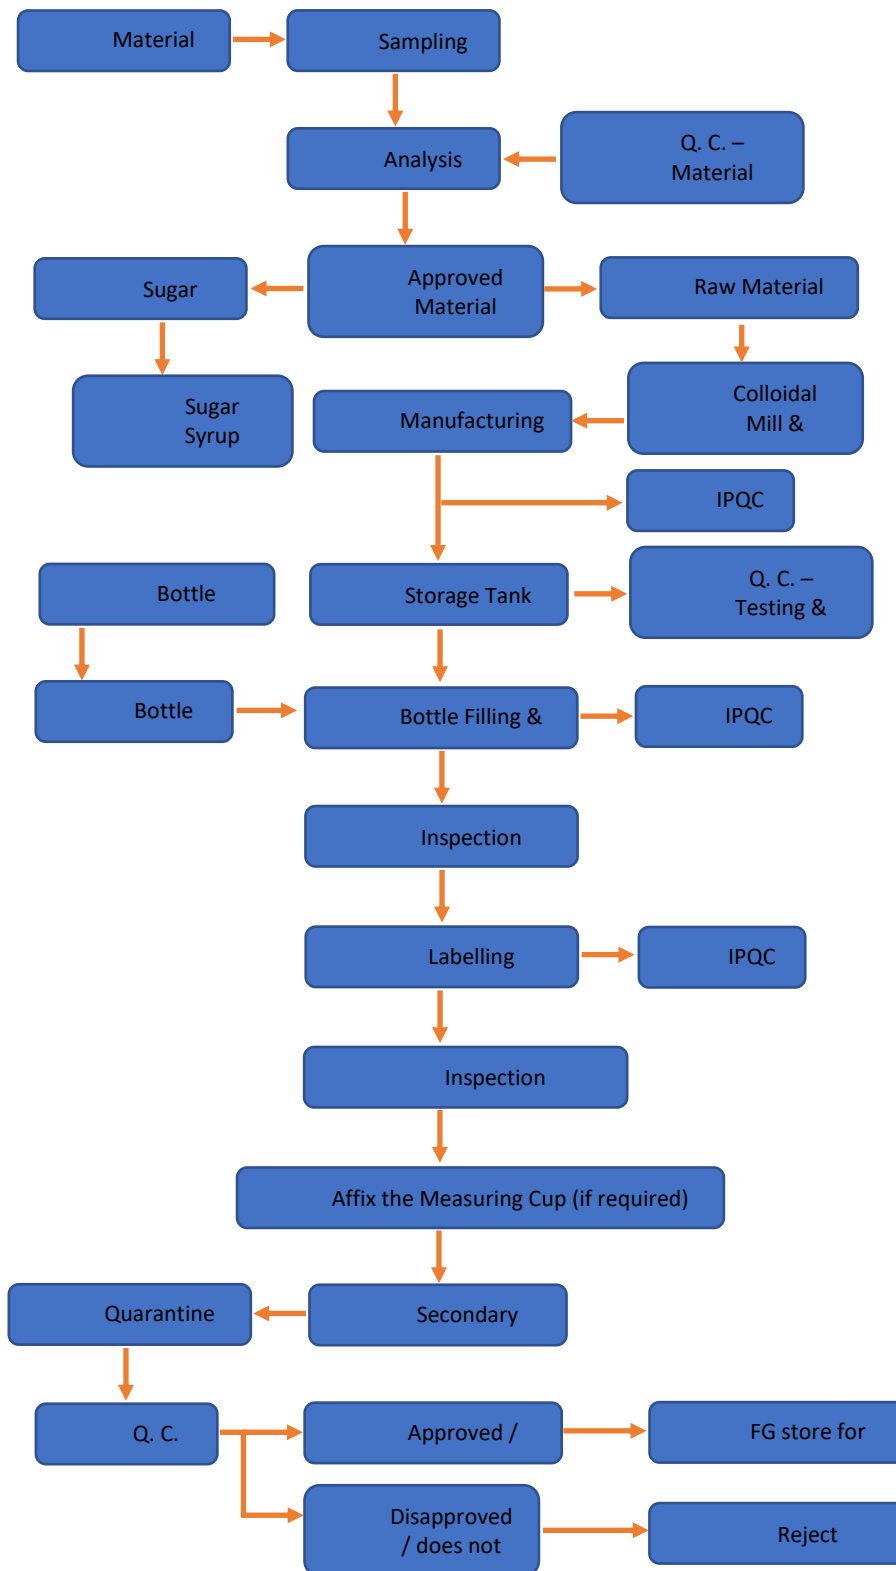 Material
Sampling
Analysis
Q. C. –
Material
Sugar
Approved
Material
Raw Material
Sugar
Syrup
Manufacturing
Colloidal
Mill &
IPQC
Bottle
Storage Tank
Q. C. –
Testing &
Bottle
Bottle Filling &
IPQC
Inspection
Labelling
IPQC
Inspection
Affix the Measuring Cup (if required)
Quarantine
Secondary
Q. C.
Approved /
FG store for
Disapproved
/ does not
Reject